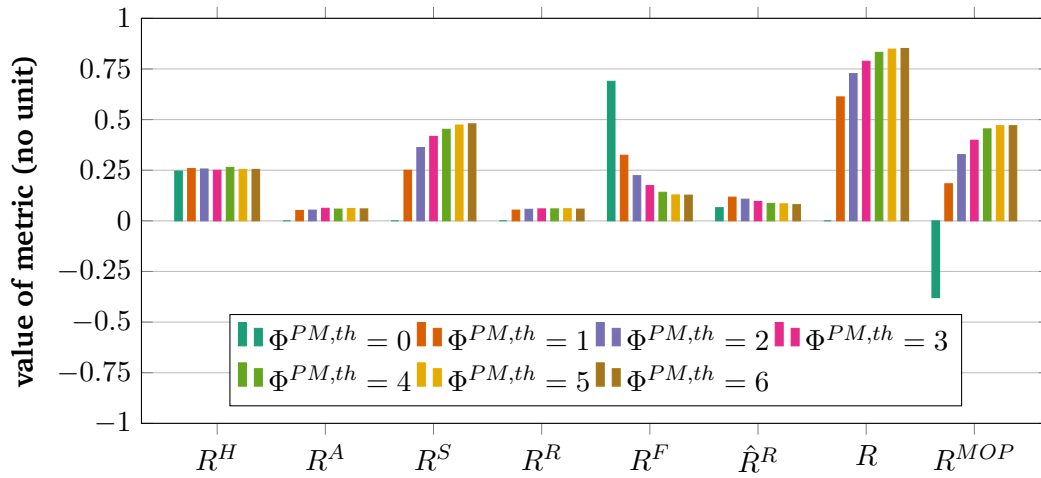 value of metric (no unit)
1
0.75
0.5
0.25
0
−0.25
−0.5
−0.75
−1
Φ^{PM,th} = 0 Φ^{PM,th} = 1 Φ^{PM,th} = 2 Φ^{PM,th} = 3
Φ^{PM,th} = 4 Φ^{PM,th} = 5 Φ^{PM,th} = 6
R^H R^A R^S R^R R^F R̂^R R R^{MOP}